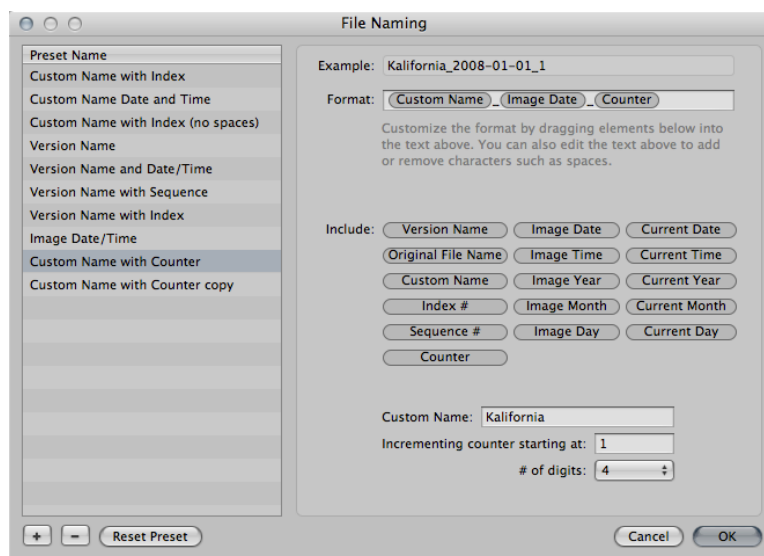 File Naming
Preset Name
Custom Name with Index
Custom Name Date and Time
Custom Name with Index (no spaces)
Version Name
Version Name and Date/Time
Version Name with Sequence
Version Name with Index
Image Date/Time
Custom Name with Counter
Custom Name with Counter copy
+ - Reset Preset
Example: Kalifornia_2008-01-01_1
Format: Custom Name_Image Date_Counter
Customize the format by dragging elements below into
the text above. You can also edit the text above to add
or remove characters such as spaces.
Include: Version Name Image Date Current Date
Original File Name Image Time Current Time
Custom Name Image Year Current Year
Index # Image Month Current Month
Sequence # Image Day Current Day
Counter
Custom Name: Kalifornia
Incrementing counter starting at: 1
# of digits: 4
Cancel OK